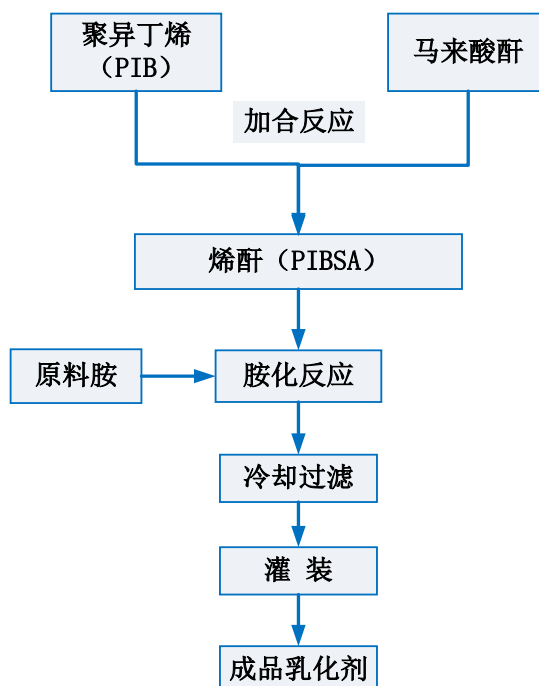 聚异丁烯
（PIB）
马来酸酐
加合反应
烯酐（PIBSA）
原料胺
胺化反应
冷却过滤
灌 装
成品乳化剂